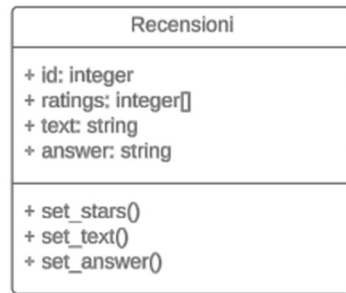 Recensioni
+ id: integer
+ ratings: integer[]
+ text: string
+ answer: string
+ set_stars()
+ set_text()
+ set_answer()